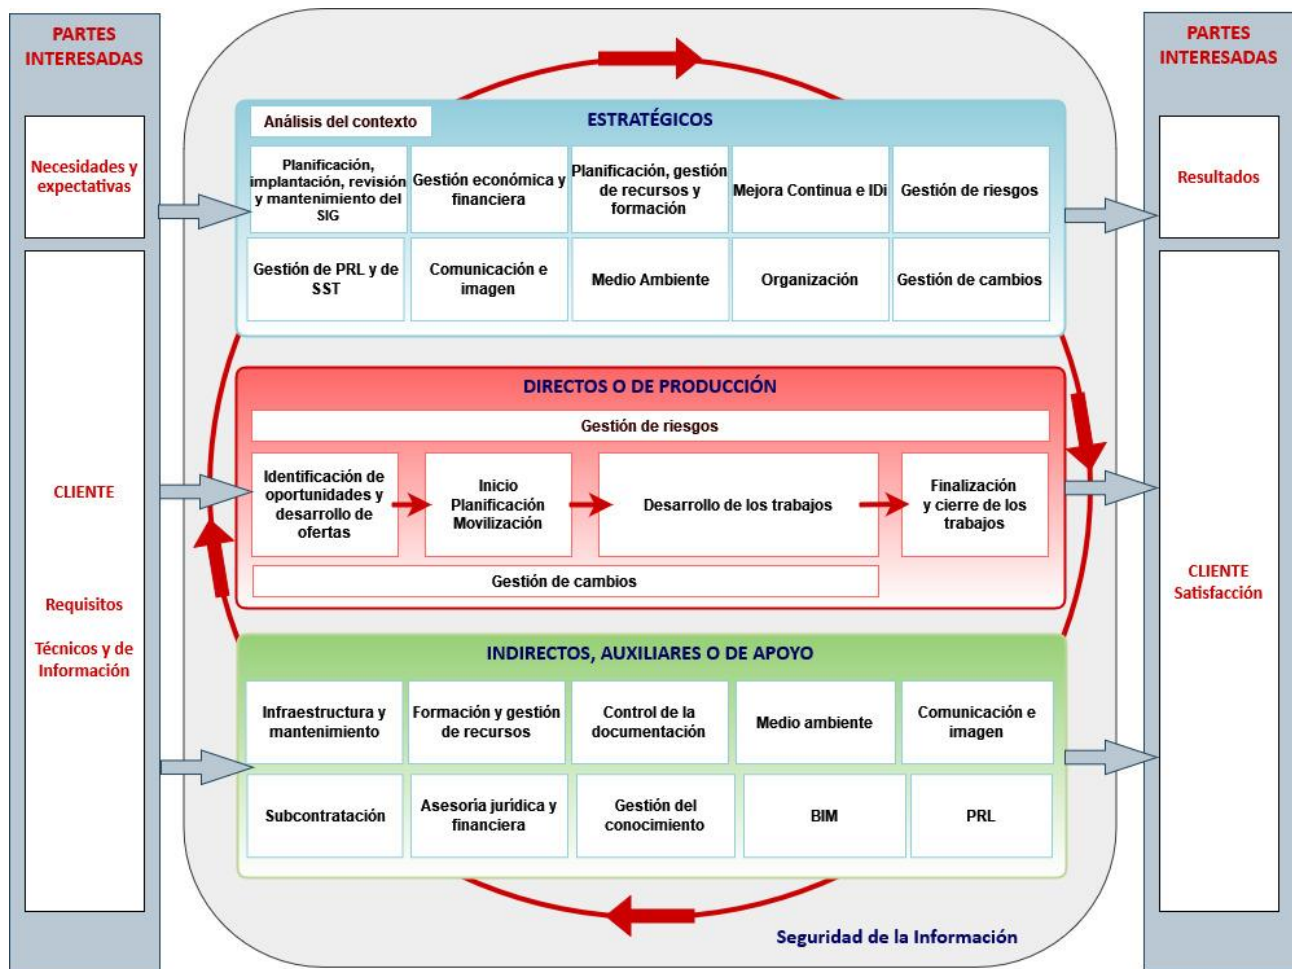 PARTES
INTERESADAS
Necesidades y
expectativas
CLIENTE
Requisitos
Técnicos y de
Información
Análisis del contexto
ESTRATÉGICOS
Planificación,
implantación, revisión
y mantenimiento del
SIG
Gestión económica y
financiera
Planificación, gestión
de recursos y
formación
Mejora Continua e IDi
Gestión de riesgos
Gestión de PRL y de
SST
Comunicación e
imagen
Medio Ambiente
Organización
Gestión de cambios
DIRECTOS O DE PRODUCCIÓN
Gestión de riesgos
Identificación de
oportunidades y
desarrollo de
ofertas
Inicio
Planificación
Movilización
Desarrollo de los trabajos
Finalización
y cierre de los
trabajos
Gestión de cambios
INDIRECTOS, AUXILIARES O DE APOYO
Infraestructura y
mantenimiento
Formación y gestión
de recursos
Control de la
documentación
Medio ambiente
Comunicación e
imagen
Subcontratación
Asesoría jurídica y
financiera
Gestión del
conocimiento
BIM
PRL
Seguridad de la Información
PARTES
INTERESADAS
Resultados
CLIENTE
Satisfacción